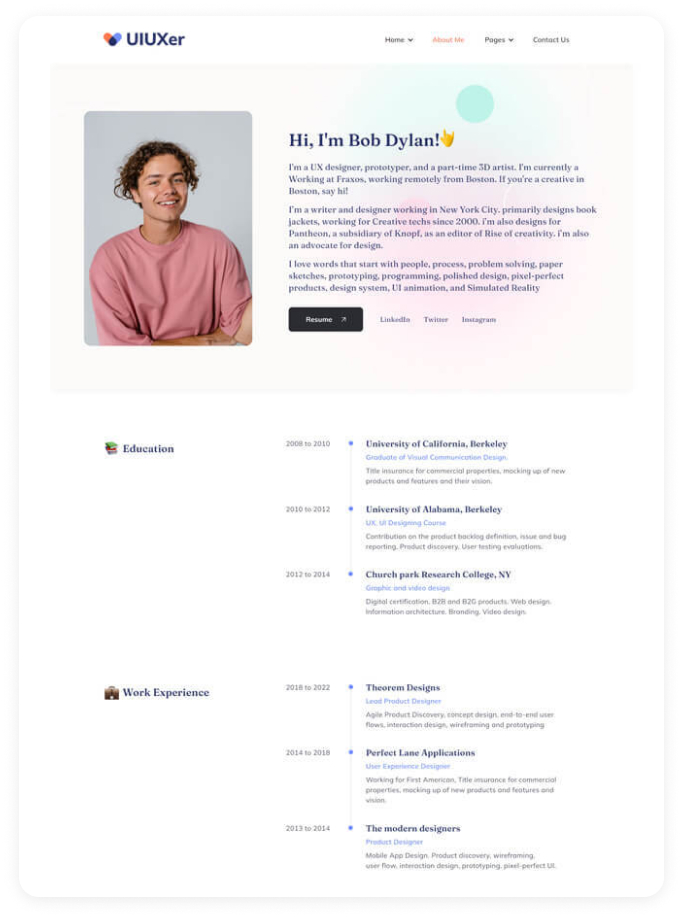 UIUXer
Home About Me Pages Contact Us
Hi, I'm Bob Dylan!
I'm a UX designer, prototyper, and a part-time 3D artist. I'm currently a
Working at Fraxos, working remotely from Boston. If you're a creative in
Boston, say hi!
I'm a writer and designer working in New York City. primarily designs book
jackets, working for Creative techs since 2000. i'm also designs for
Pantheon, a subsidiary of Knopf, as an editor of Rise of creativity. i'm also
an advocate for design.
I love words that start with people, process, problem solving, paper
sketches, prototyping, programming, polished design, pixel-perfect
products, design system, UI animation, and Simulated Reality
Resume LinkedIn Twitter Instagram
Education
2008 to 2010 University of California, Berkeley
Graduate of Visual Communication Design.
Title insurance for commercial properties, mocking up of new
products and features and their vision.
2010 to 2012 University of Alabama, Berkeley
UX, UI Designing Course
Contribution on the product backlog definition, issue and bug
reporting, Product discovery, User testing evaluations.
2012 to 2014 Church park Research College, NY
Graphic and video design
Digital certification, B2B and B2G products. Web design.
Information architecture. Branding. Video design.
Work Experience
2018 to 2022 Theorem Designs
Lead Product Designer
Agile Product Discovery, concept design, end-to-end user
flows, interaction design, wireframing and prototyping
2014 to 2018 Perfect Lane Applications
User Experience Designer
Working for First American, Title insurance for commercial
properties, mocking up of new products and features and
vision.
2013 to 2014 The modern designers
Product Designer
Mobile App Design. Product discovery, wireframing,
user flow, interaction design, prototyping, pixel-perfect UI.